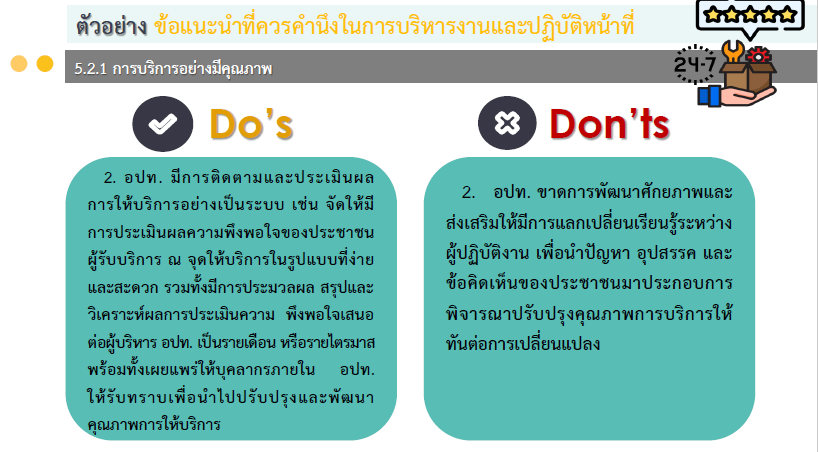 ตัวอย่าง ข้อแนะนำที่ควรคำนึงในการบริหารงานและปฏิบัติหน้าที่
5.2.1 การบริการอย่างมีคุณภาพ
24-7
Do's
2. อปท. มีการติดตามและประเมินผล
การให้บริการอย่างเป็นระบบ เช่น จัดให้มี
การประเมินผลความพึงพอใจของประชาชน
ผู้รับบริการ ณ จุดให้บริการในรูปแบบที่ง่าย
และสะดวก รวมทั้งมีการประมวลผล สรุปและ
วิเคราะห์ผลการประเมินความ พึงพอใจเสนอ
ต่อผู้บริหาร อปท. เป็นรายเดือน หรือรายไตรมาส
พร้อมทั้งเผยแพร่ให้บุคลากรภายใน อปท.
ให้รับทราบเพื่อนำไปปรับปรุงและพัฒนา
คุณภาพการให้บริการ
Don'ts
2. อปท. ขาดการพัฒนาศักยภาพและ
ส่งเสริมให้มีการแลกเปลี่ยนเรียนรู้ระหว่าง
ผู้ปฏิบัติงาน เพื่อนำปัญหา อุปสรรค และ
ข้อคิดเห็นของประชาชนมาประกอบการ
พิจารณาปรับปรุงคุณภาพการบริการให้
ทันต่อการเปลี่ยนแปลง